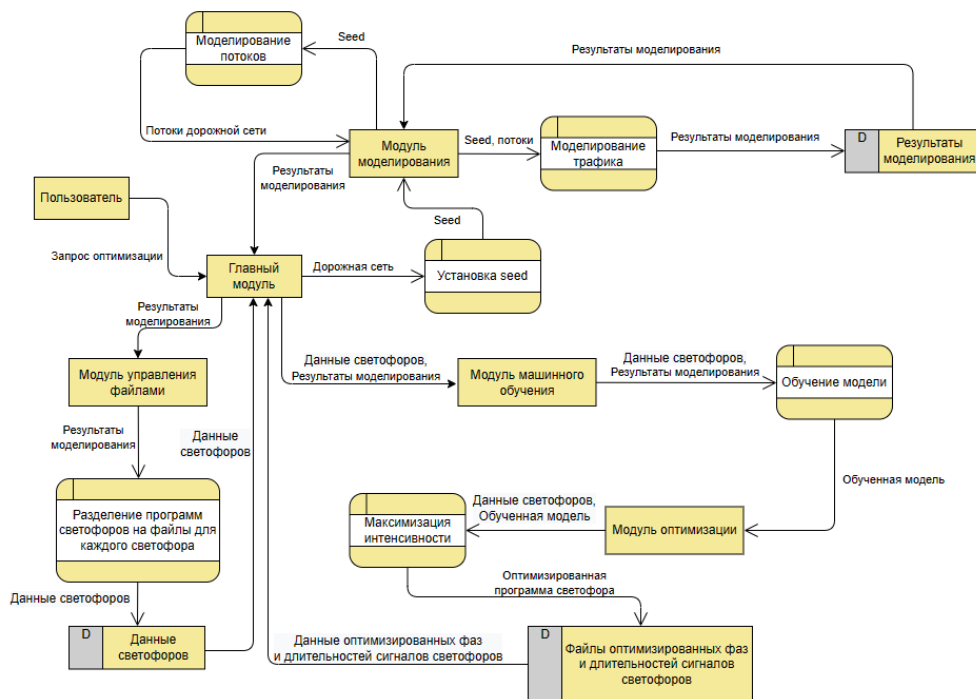 Моделирование
потоков
Seed
Результаты моделирования
Потоки дорожной сети
Модуль
моделирования
Seed, потоки
Моделирование
трафика
Результаты моделирования
D
Результаты
моделирования
Результаты
моделирования
Пользователь
Seed
Запрос оптимизации
Главный
модуль
Дорожная сеть
Установка seed
Результаты
моделирования
Данные светофоров,
Результаты моделирования
Данные светофоров,
Результаты моделирования
Модуль управления
файлами
Модуль машинного
обучения
Обучение модели
Результаты
моделирования
Данные
светофоров
Обученная модель
Разделение программ
светофоров на файлы для
каждого светофора
Максимизация
интенсивности
Данные светофоров,
Обученная модель
Модуль оптимизации
Оптимизированная
программа светофора
Данные светофоров
D
Данные
светофоров
Данные оптимизированных фаз
и длительностей сигналов светофоров
D
Файлы оптимизированных фаз
и длительностей сигналов
светофоров